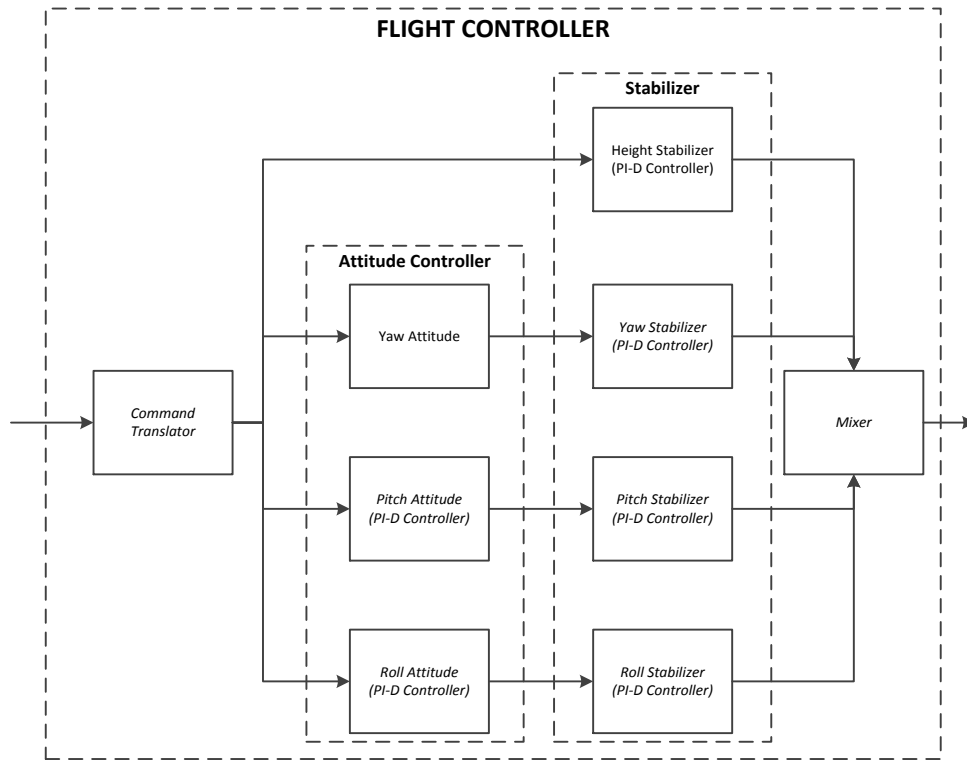 FLIGHT CONTROLLER
Stabilizer
Height Stabilizer
(PI-D Controller)
Attitude Controller
Yaw Attitude
Yaw Stabilizer
(PI-D Controller)
Command
Translator
Mixer
Pitch Attitude
(PI-D Controller)
Pitch Stabilizer
(PI-D Controller)
Roll Attitude
(PI-D Controller)
Roll Stabilizer
(PI-D Controller)